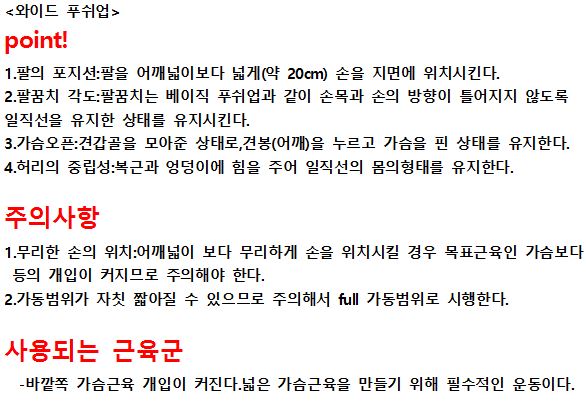 <와이드 푸쉬업>
point!
1.팔의 포지션:팔을 어깨넓이보다 넓게(약 20cm) 손을 지면에 위치시킨다.
2.팔꿈치 각도:팔꿈치는 베이직 푸쉬업과 같이 손목과 손의 방향이 틀어지지 않도록
일직선을 유지한 상태를 유지시킨다.
3.가슴오픈:견갑골을 모아준 상태로,견봉(어깨)을 누르고 가슴을 핀 상태를 유지한다.
4.허리의 중립성:복근과 엉덩이에 힘을 주어 일직선의 몸의형태를 유지한다.
주의사항
1.무리한 손의 위치:어깨넓이 보다 무리하게 손을 위치시킬 경우 목표근육인 가슴보다
등의 개입이 커지므로 주의해야 한다.
2.가동범위가 자칫 짧아질 수 있으므로 주의해서 full 가동범위로 시행한다.
사용되는 근육군
-바깥쪽 가슴근육 개입이 커진다.넓은 가슴근육을 만들기 위해 필수적인 운동이다.